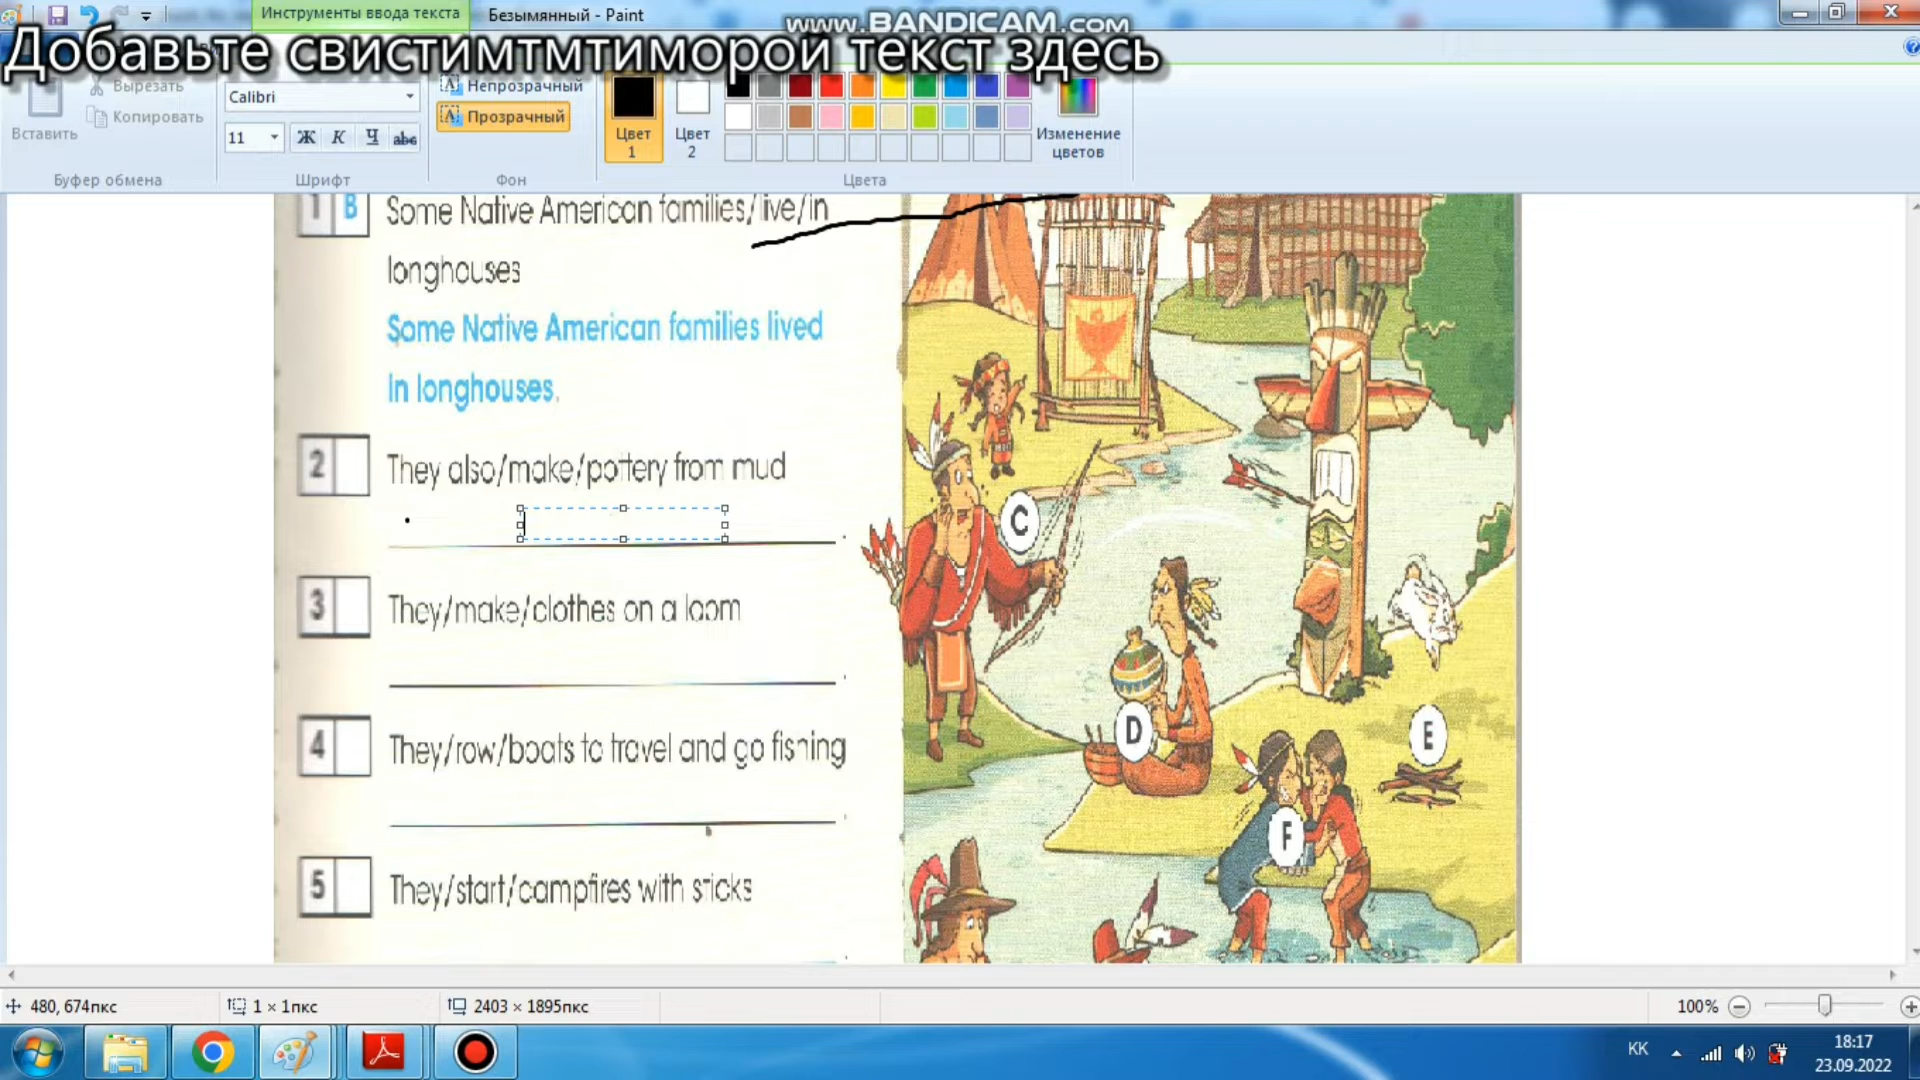 Инструменты ввода текста
Безымянный - Paint
www.BANDICAM.com
Добавьте свистимтмтиморой текст здесь
Вырезать
Копировать
Вставить
Буфер обмена
Calibri
11
Ж К Ч abc
Шрифт
Непрозрачный
Прозрачный
Фон
Цвет 1
Цвет 2
Изменение цветов
Цвета
1 B Some Native American families/live/in
longhouses
Some Native American families lived
in longhouses.
2 They also/make/pottery from mud
3 They/make/clothes on a loom
4 They/row/boats to travel and go fishing
5 They/start/campfires with sticks
C
D
E
F
480, 674пкс
1 × 1пкс
2403 × 1895пкс
100%
KK
18:17
23.09.2022